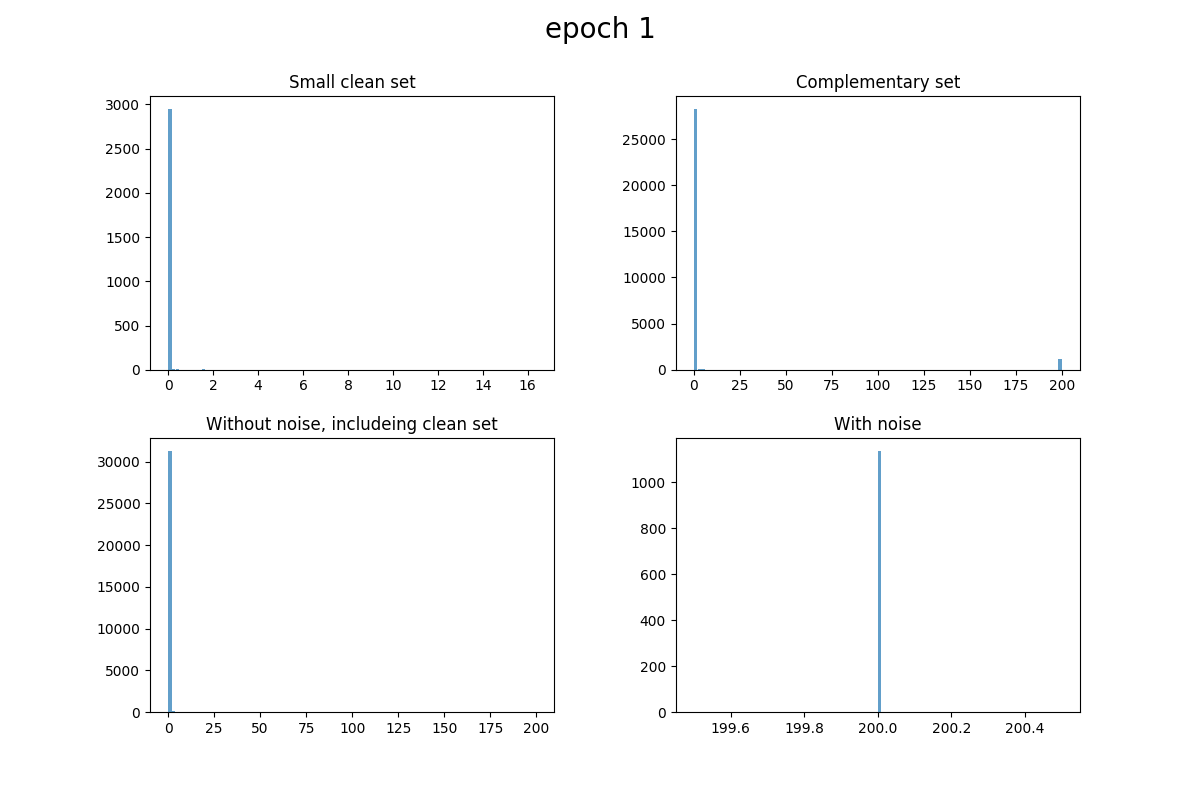 epoch 1
Small clean set
3000
2500
2000
1500
1000
500
0
0 2 4 6 8 10 12 14 16
Complementary set
25000
20000
15000
10000
5000
0
0 25 50 75 100 125 150 175 200
Without noise, includeing clean set
30000
25000
20000
15000
10000
5000
0
0 25 50 75 100 125 150 175 200
With noise
1000
800
600
400
200
0
199.6 199.8 200.0 200.2 200.4